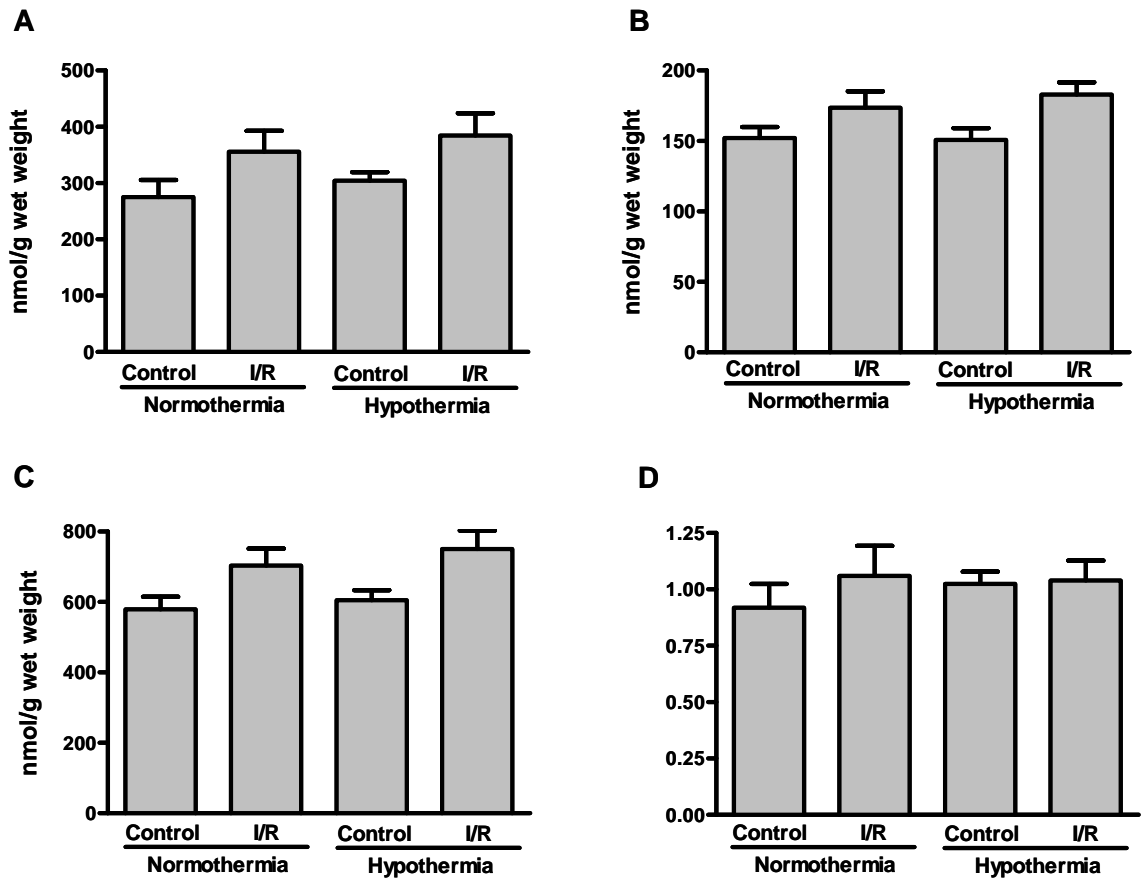 A
500
400
300
200
100
0
nmol/g wet weight
Control I/R Control I/R
Normothermia Hypothermia
B
200
150
100
50
0
nmol/g wet weight
Control I/R Control I/R
Normothermia Hypothermia
C
800
600
400
200
0
nmol/g wet weight
Control I/R Control I/R
Normothermia Hypothermia
D
1.25
1.00
0.75
0.50
0.25
0.00
Control I/R Control I/R
Normothermia Hypothermia